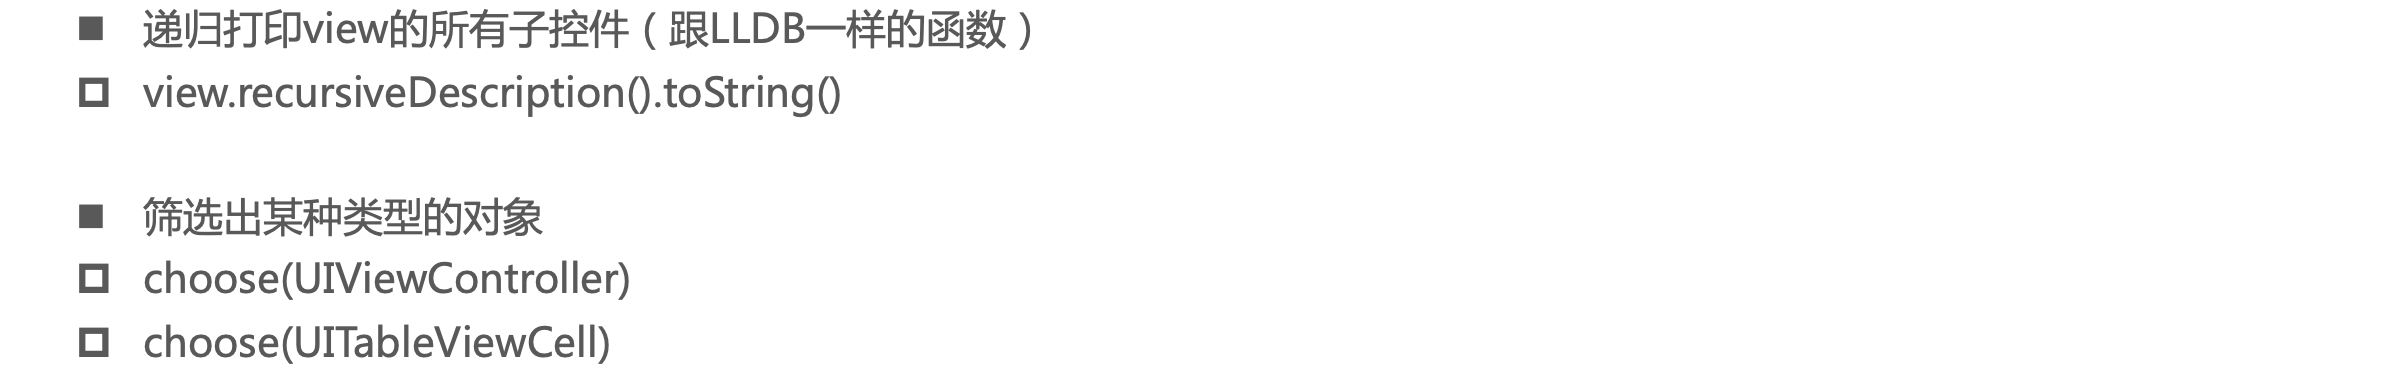 ■ 递归打印view的所有子控件（跟LLDB一样的函数）
□ view.recursiveDescription().toString()
■ 筛选出某种类型的对象
□ choose(UIViewController)
□ choose(UITableViewCell)